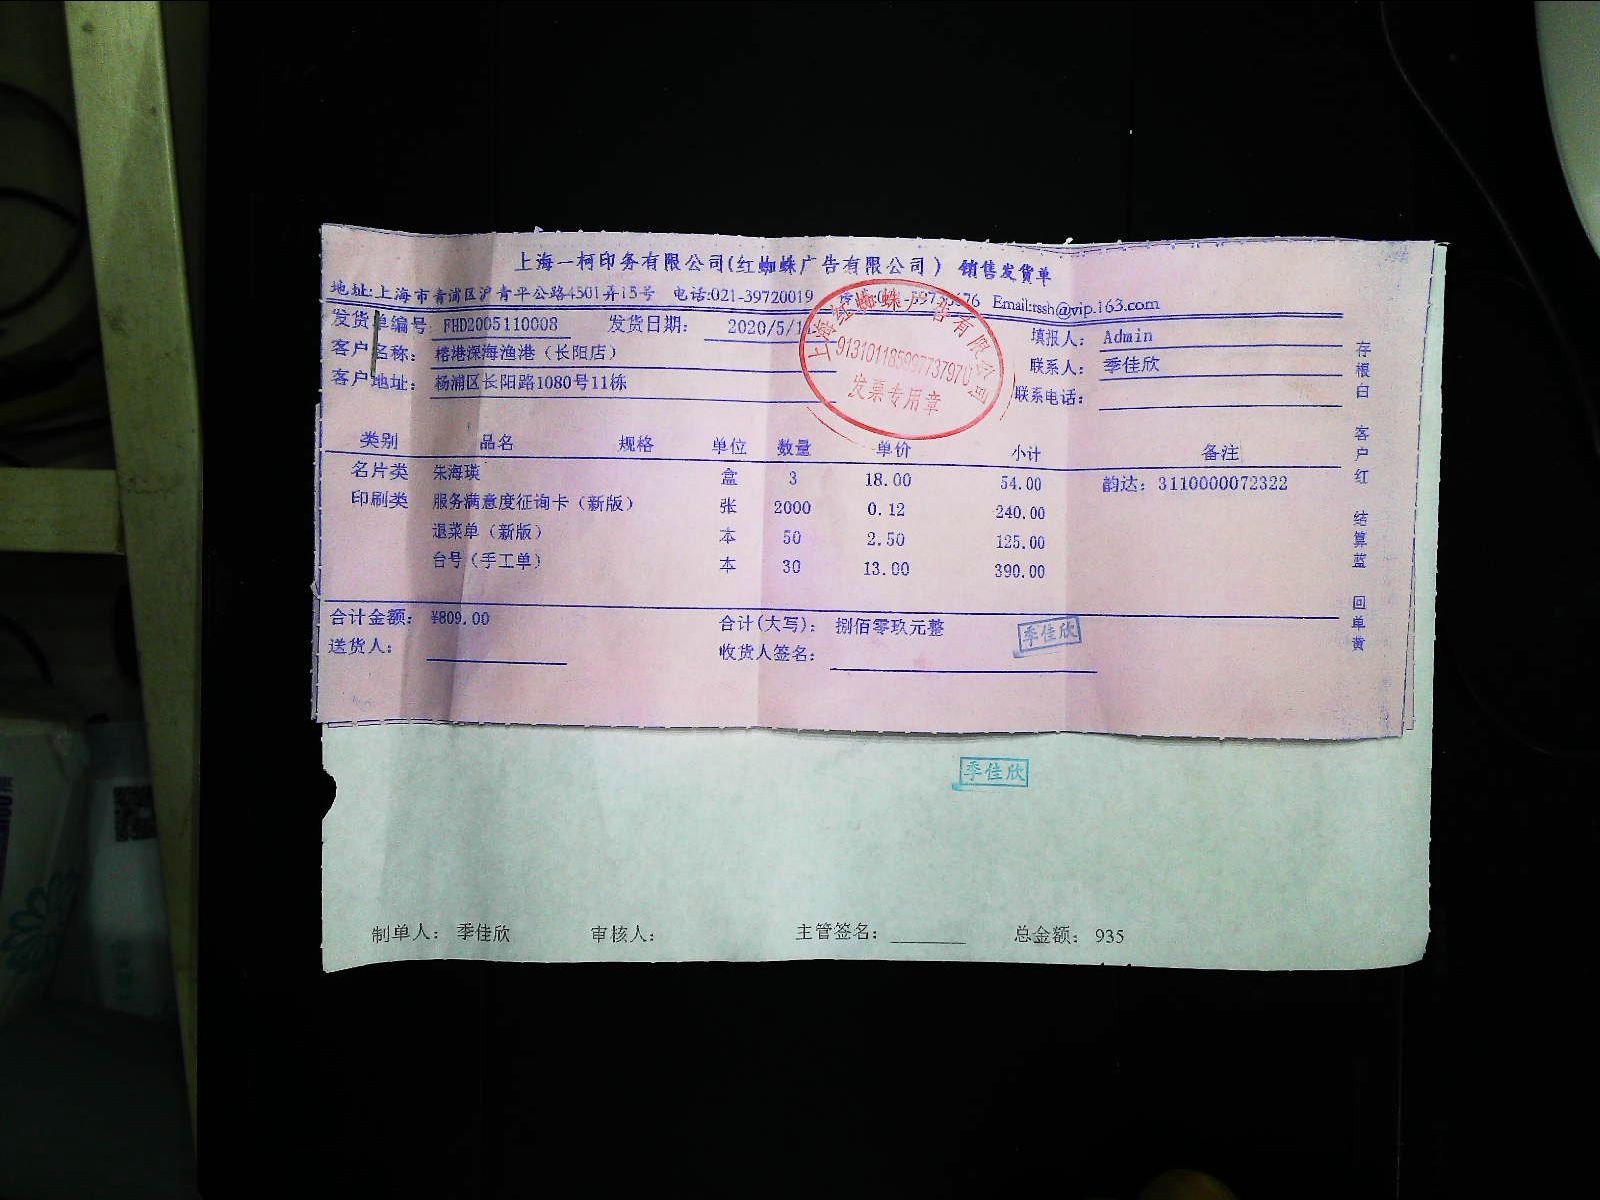 上海一柯印务有限公司(红蜘蛛广告有限公司) 销售发货单
地址:上海市青浦区沪青平公路4501弄15号 电话:021-39720019 Email:rssh@vip.163.com
发货单编号: FHD2005110008 发货日期: 2020/5/1 填报人: Admin
客户名称: 榕港深海渔港（长阳店） 联系人: 季佳欣
客户地址: 杨浦区长阳路1080号11栋 联系电话:
上海红蜘蛛广告有限公司
发票专用章
类别 品名 规格 单位 数量 单价 小计 备注
名片类 朱海瑛 盒 3 18.00 54.00 韵达: 3110000072322
印刷类 服务满意度征询卡（新版） 张 2000 0.12 240.00
退菜单（新版） 本 50 2.50 125.00
台号（手工单） 本 30 13.00 390.00
合计金额: ¥809.00 合计(大写): 捌佰零玖元整 季佳欣
送货人: 收货人签名:
存根白 客户红 结算蓝 回单黄
季佳欣
制单人: 季佳欣 审核人: 主管签名: 总金额: 935